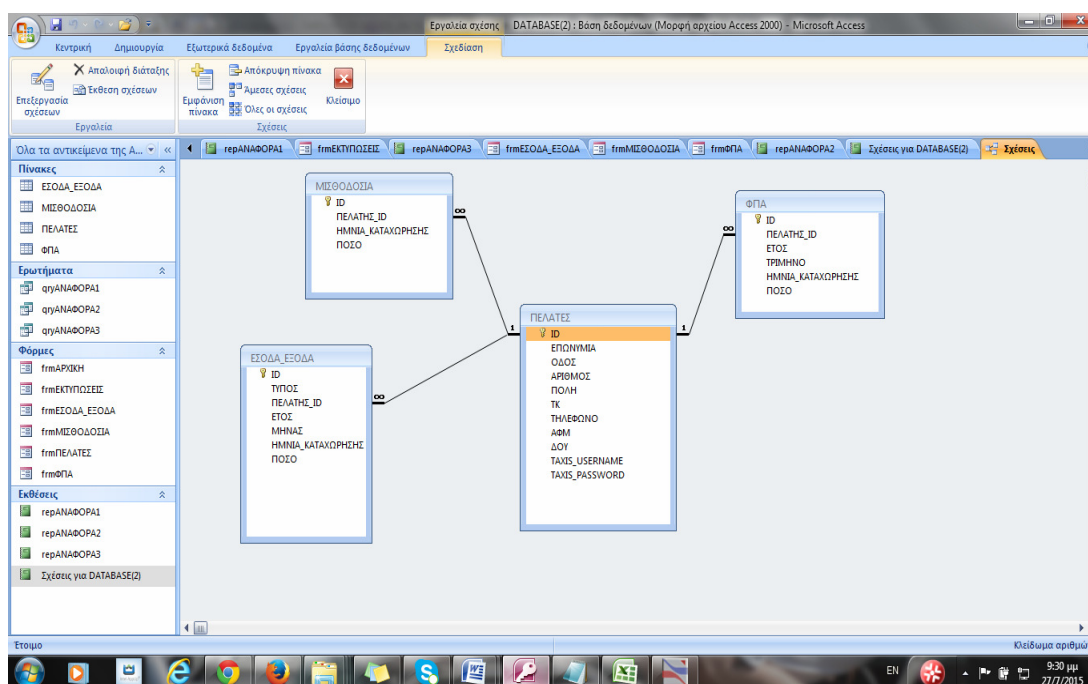 Εργαλεία σχέσης DATABASE(2) : Βάση δεδομένων (Μορφή αρχείου Access 2000) - Microsoft Access
Κεντρική Δημιουργία Εξωτερικά δεδομένα Εργαλεία βάσης δεδομένων Σχεδίαση
Επεξεργασία σχέσεων
Απαλοιφή διάταξης
Έκθεση σχέσεων
Εργαλεία
Εμφάνιση πίνακα
Απόκρυψη πίνακα
Άμεσες σχέσεις
Όλες οι σχέσεις
Κλείσιμο
Σχέσεις
Όλα τα αντικείμενα της A...
repΑΝΑΦΟΡΑ1 frmΕΚΤΥΠΩΣΕΙΣ repΑΝΑΦΟΡΑ3 frmΕΣΟΔΑ_ΕΞΟΔΑ frmΜΙΣΘΟΔΟΣΙΑ frmΦΠΑ repΑΝΑΦΟΡΑ2 Σχέσεις για DATABASE(2) Σχέσεις
Πίνακες
ΕΣΟΔΑ_ΕΞΟΔΑ
ΜΙΣΘΟΔΟΣΙΑ
ΠΕΛΑΤΕΣ
ΦΠΑ
Ερωτήματα
qryΑΝΑΦΟΡΑ1
qryΑΝΑΦΟΡΑ2
qryΑΝΑΦΟΡΑ3
Φόρμες
frmΑΡΧΙΚΗ
frmΕΚΤΥΠΩΣΕΙΣ
frmΕΣΟΔΑ_ΕΞΟΔΑ
frmΜΙΣΘΟΔΟΣΙΑ
frmΠΕΛΑΤΕΣ
frmΦΠΑ
Εκθέσεις
repΑΝΑΦΟΡΑ1
repΑΝΑΦΟΡΑ2
repΑΝΑΦΟΡΑ3
Σχέσεις για DATABASE(2)
ΜΙΣΘΟΔΟΣΙΑ
ID
ΠΕΛΑΤΗΣ_ID
ΗΜΝΙΑ_ΚΑΤΑΧΩΡΗΣΗΣ
ΠΟΣΟ
∞
ΦΠΑ
ID
ΠΕΛΑΤΗΣ_ID
ΕΤΟΣ
ΤΡΙΜΗΝΟ
ΗΜΝΙΑ_ΚΑΤΑΧΩΡΗΣΗΣ
ΠΟΣΟ
∞
ΕΣΟΔΑ_ΕΞΟΔΑ
ID
ΤΥΠΟΣ
ΠΕΛΑΤΗΣ_ID
ΕΤΟΣ
ΜΗΝΑΣ
ΗΜΝΙΑ_ΚΑΤΑΧΩΡΗΣΗΣ
ΠΟΣΟ
∞
1
ΠΕΛΑΤΕΣ
ID
ΕΠΩΝΥΜΙΑ
ΟΔΟΣ
ΑΡΙΘΜΟΣ
ΠΟΛΗ
ΤΚ
ΤΗΛΕΦΩΝΟ
ΑΦΜ
ΔΟΥ
TAXIS_USERNAME
TAXIS_PASSWORD
1
Έτοιμο
Κλείδωμα αριθμώ
EN
9:30 μμ
27/7/2015